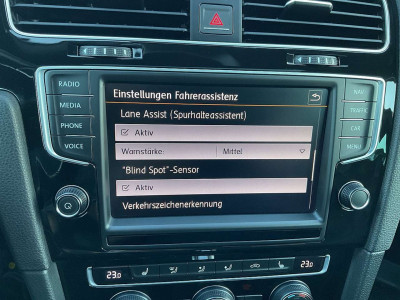 RADIO
MEDIA
PHONE
VOICE
Einstellungen Fahrerassistenz
Lane Assist (Spurhalteassistent)
Aktiv
Warnstärke: Mittel
"Blind Spot"-Sensor
Aktiv
Verkehrszeichenerkennung
NAV
TRAFFIC
CAR
MENU
23.0
23.0